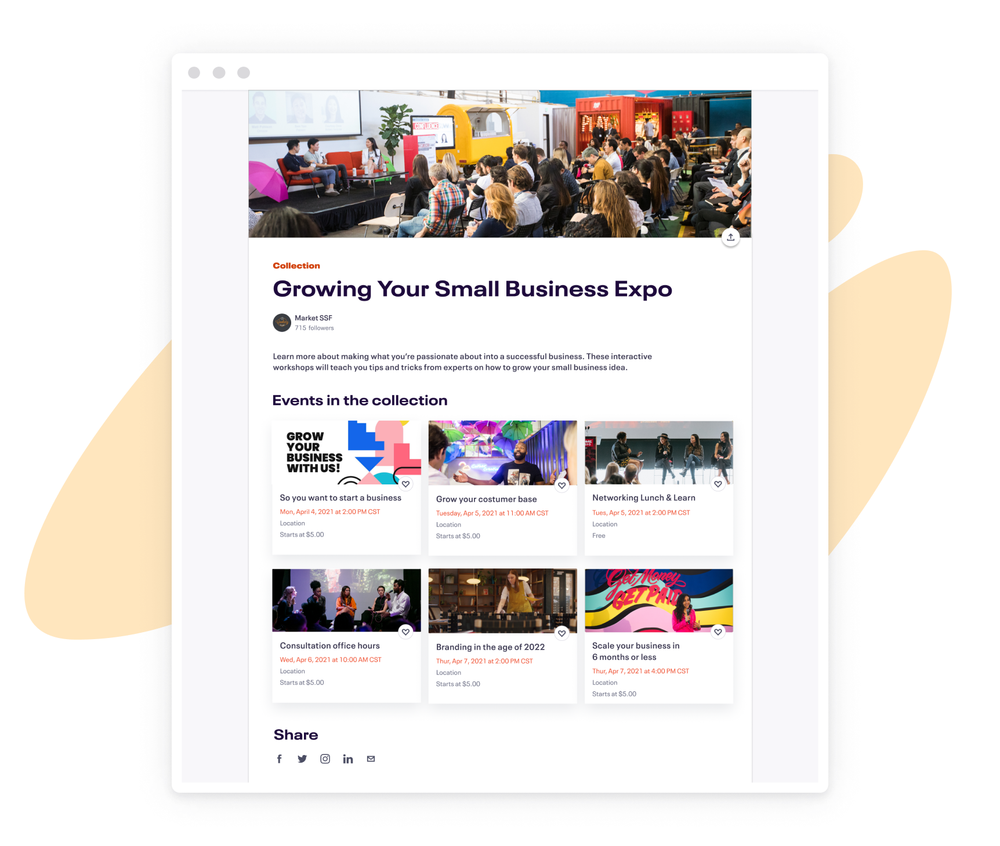 CONFLUENCE
PLAY
Collection
Growing Your Small Business Expo
Market SSF
715 followers
Learn more about making what you're passionate about into a successful business. These interactive
workshops will teach you tips and tricks from experts on how to grow your small business idea.
Events in the collection
GROW
YOUR
BUSINESS
WITH US!
So you want to start a business
Mon, April 4, 2021 at 2:00 PM CST
Location
Starts at $5.00
Grow your costumer base
Tuesday, Apr 5, 2021 at 11:00 AM CST
Location
Starts at $5.00
Networking Lunch & Learn
Tues, Apr 5, 2021 at 2:00 PM CST
Location
Free
Consultation office hours
Wed, Apr 6, 2021 at 10:00 AM CST
Location
Starts at $5.00
Branding in the age of 2022
Thur, Apr 7, 2021 at 2:00 PM CST
Location
Starts at $5.00
Get Money
GET PAID
Scale your business in
6 months or less
Thur, Apr 7, 2021 at 4:00 PM CST
Location
Starts at $5.00
Share